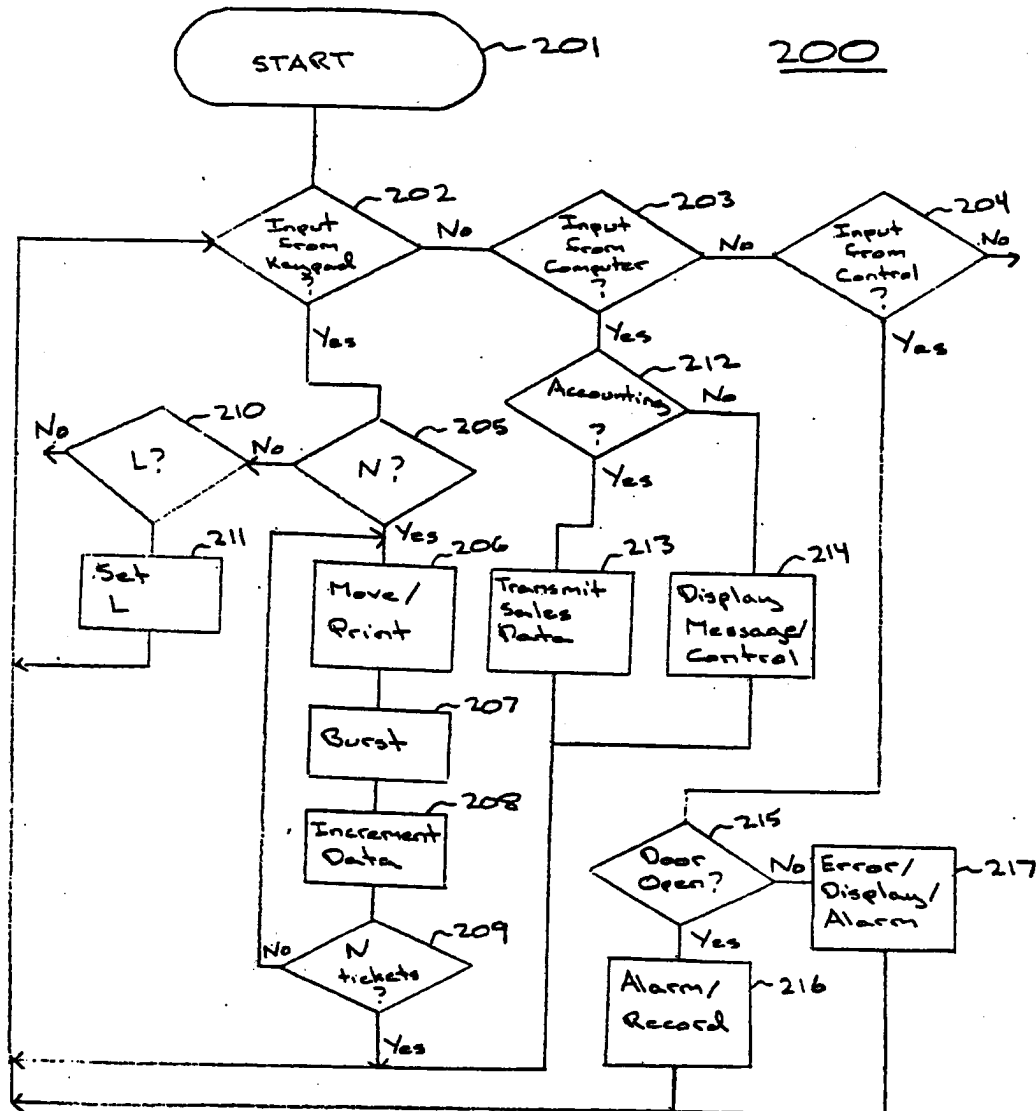 START
201
200
202
203
204
Input
from
Keypad
?
No
Input
from
Computer
?
No
Input
from
Control
?
No
Yes
Yes
Yes
212
Accounting
?
No
Yes
210
No
L?
No
205
N?
Yes
211
Set
L
206
Move/
Print
213
Transmit
Sales
Data
214
Display
Message/
Control
207
Burst
208
Increment
Data
209
N
tickets
?
No
Yes
215
Door
Open?
No
Yes
217
Error/
Display/
Alarm
216
Alarm/
Record